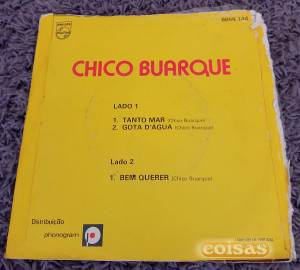 PHILIPS
CHICO BUARQUE
LADO 1
1. TANTO MAR (Chico Buarque)
2. GOTA D'ÁGUA (Chico Buarque)
Lado 2
1. BEM QUERER (Chico Buarque)
Distribuição
phonogram
coisas